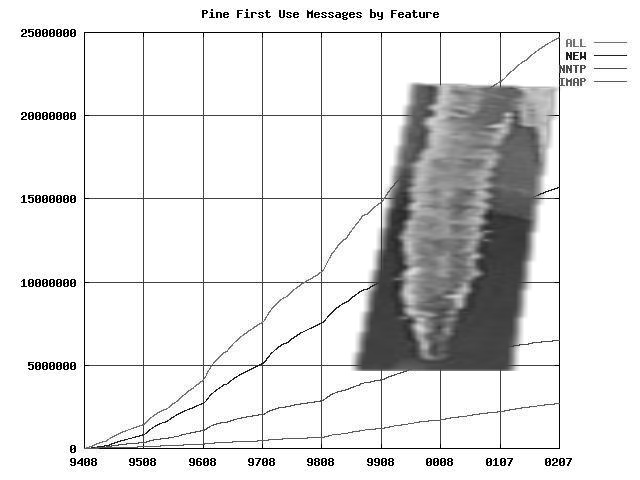 Pine First Use Messages by Feature
25000000
20000000
15000000
10000000
5000000
0
9408 9508 9608 9708 9808 9908 0008 0107 0207
ALL
NEW
NNTP
IMAP